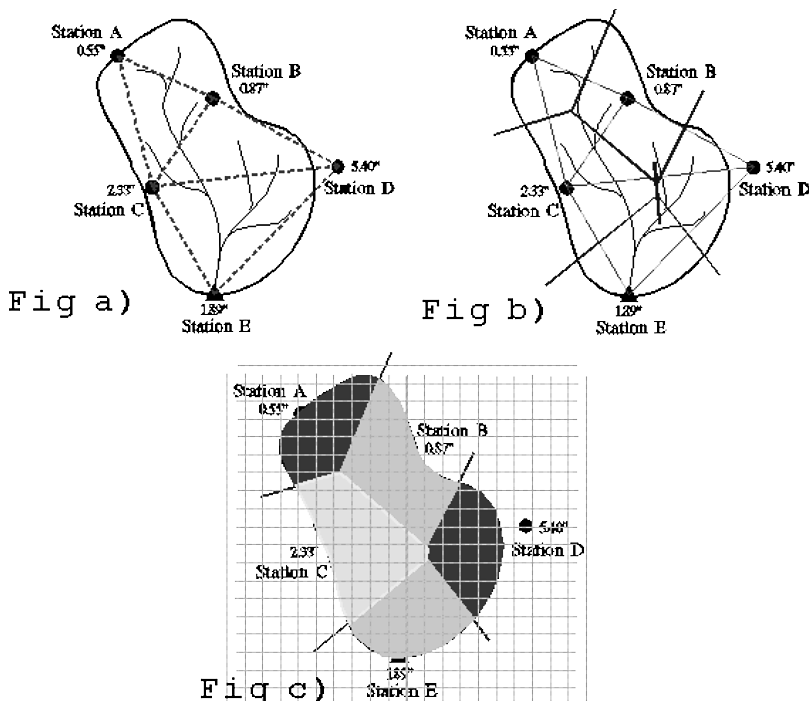 Station A
0.55"
Station B
0.87"
5.40"
Station D
2.33"
Station C
1.89"
Station E
Fig a)
Station A
0.55"
Station B
0.87"
5.40"
Station D
2.33"
Station C
1.89"
Station E
Fig b)
Station A
0.55"
Station B
0.87"
5.40"
Station D
2.33"
Station C
1.89"
Station E
Fig c)